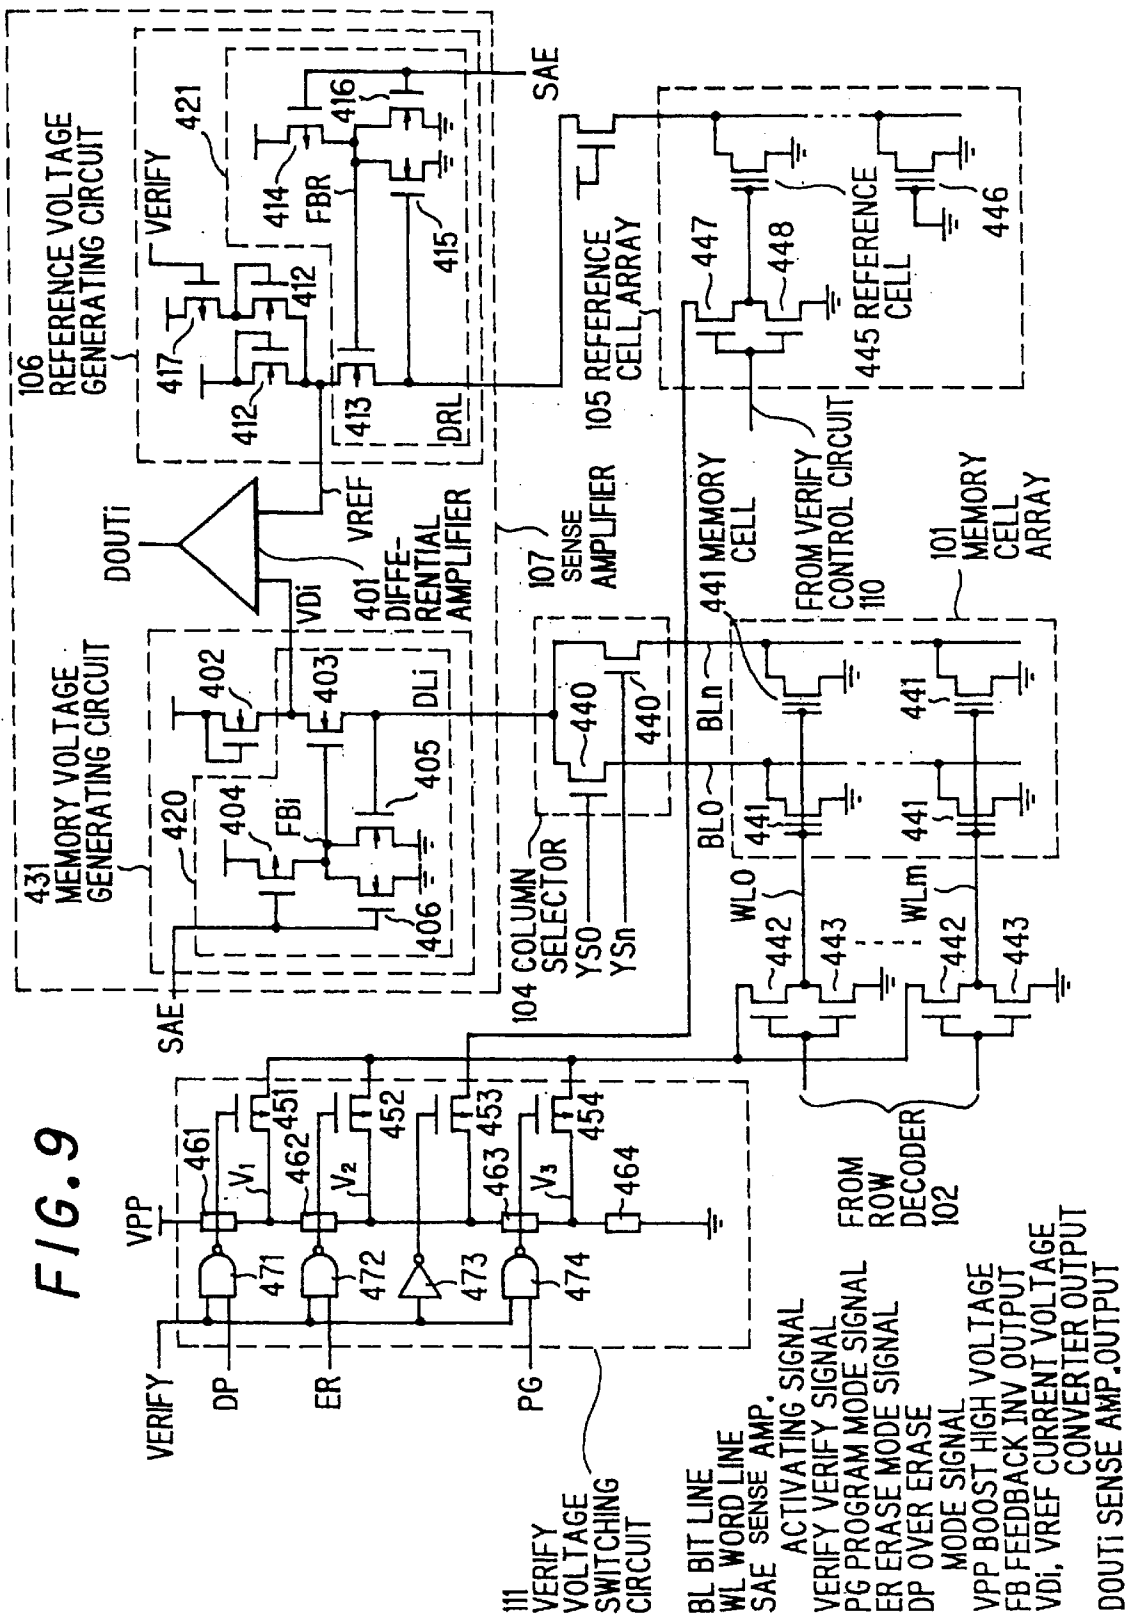 FIG. 9
431
MEMORY VOLTAGE
GENERATING CIRCUIT
420
404
402
FBi
403
DLi
405
406
SAE
DOUTi
VDi
401
DIFFE-
RENTIAL
AMPLIFIER
VREF
107
SENSE
AMPLIFIER
106
REFERENCE VOLTAGE
GENERATING CIRCUIT
VERIFY
421
417
412
412
414
416
FBR
413
415
DRL
SAE
VPP
461
451
V1
462
452
V2
453
463
454
V3
464
471
472
473
474
VERIFY
DP
ER
PG
111
VERIFY
VOLTAGE
SWITCHING
CIRCUIT
104 COLUMN
SELECTOR
YS0
YSn
440
440
BL0
BLn
441 MEMORY
CELL
441
441
441
WL0
WLm
442
443
442
443
FROM
ROW
DECODER
102
101
MEMORY
CELL
ARRAY
105 REFERENCE
CELL ARRAY
447
448
445 REFERENCE
CELL
446
FROM VERIFY
CONTROL CIRCUIT
110
BL BIT LINE
WL WORD LINE
SAE SENSE AMP.
ACTIVATING SIGNAL
VERIFY VERIFY SIGNAL
PG PROGRAM MODE SIGNAL
ER ERASE MODE SIGNAL
DP OVER ERASE
MODE SIGNAL
VPP BOOST HIGH VOLTAGE
FB FEEDBACK INV OUTPUT
VDi, VREF CURRENT VOLTAGE
CONVERTER OUTPUT
DOUTi SENSE AMP. OUTPUT